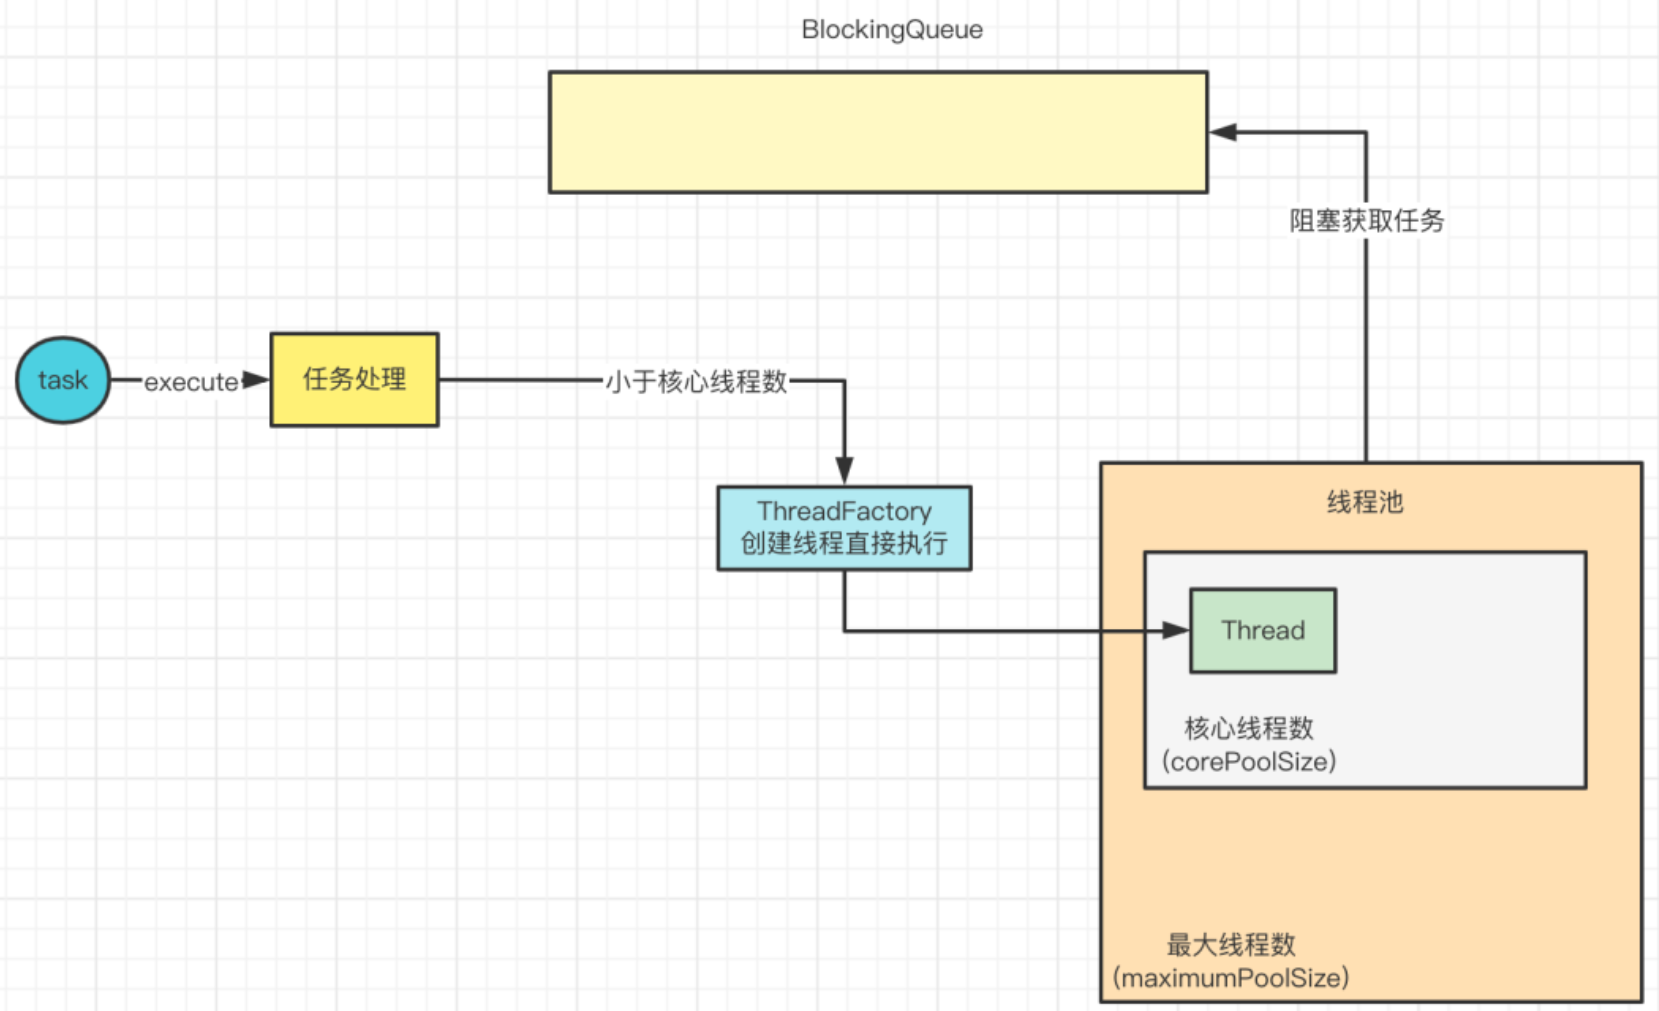 BlockingQueue
阻塞获取任务
task
execute
任务处理
小于核心线程数
ThreadFactory
创建线程直接执行
线程池
Thread
核心线程数
(corePoolSize)
最大线程数
(maximumPoolSize)